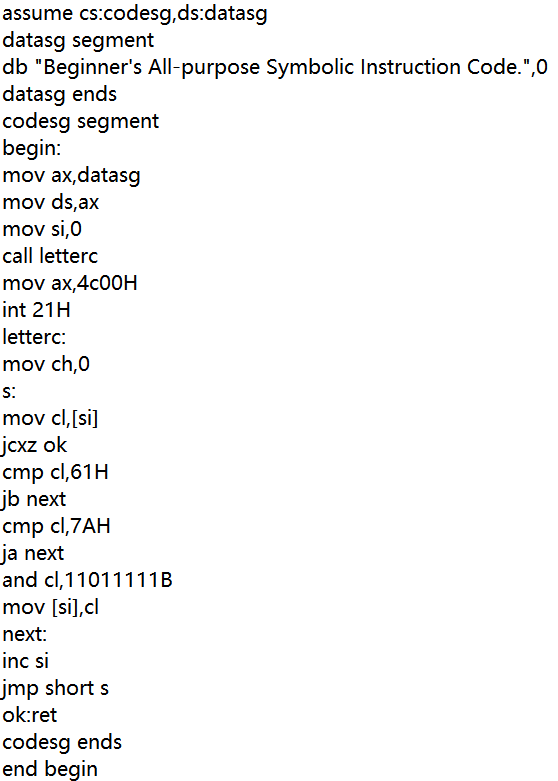 assume cs:codesg,ds:datasg
datasg segment
db "Beginner's All-purpose Symbolic Instruction Code.",0
datasg ends
codesg segment
begin:
mov ax,datasg
mov ds,ax
mov si,0
call letterc
mov ax,4c00H
int 21H
letterc:
mov ch,0
s:
mov cl,[si]
jcxz ok
cmp cl,61H
jb next
cmp cl,7AH
ja next
and cl,11011111B
mov [si],cl
next:
inc si
jmp short s
ok:ret
codesg ends
end begin